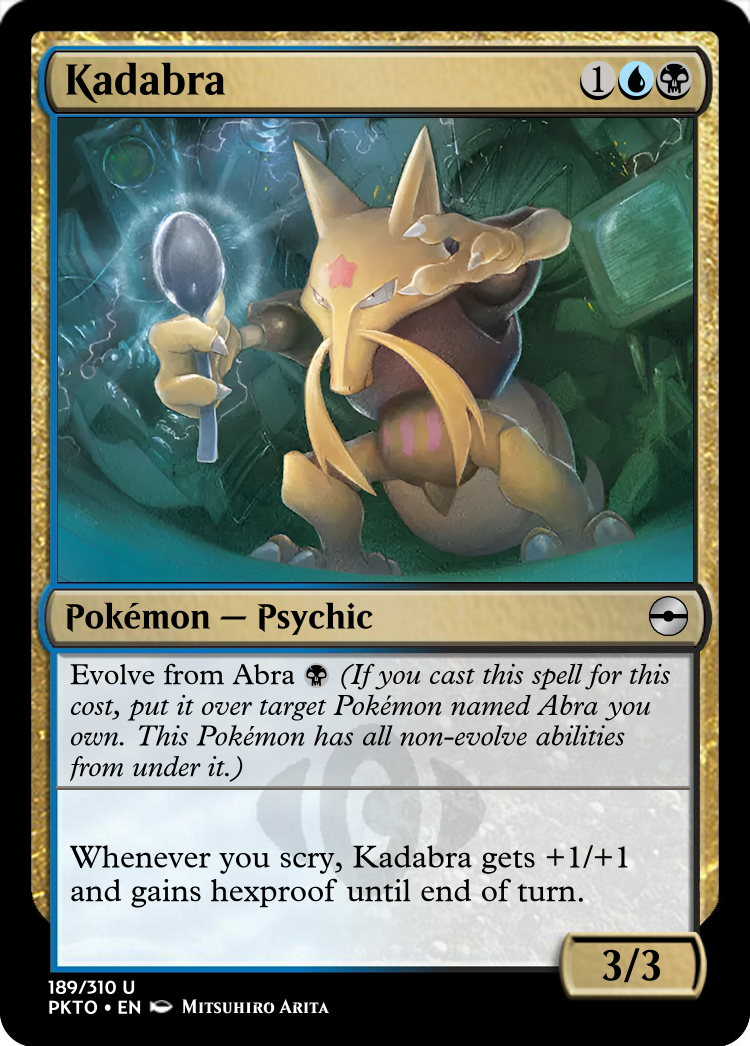 Kadabra 1
Pokémon — Psychic
Evolve from Abra (If you cast this spell for this
cost, put it over target Pokémon named Abra you
own. This Pokémon has all non-evolve abilities
from under it.)
Whenever you scry, Kadabra gets +1/+1
and gains hexproof until end of turn.
3/3
189/310 U
PKTO • EN Mitsuhiro Arita